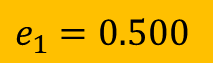 e₁ = 0.500